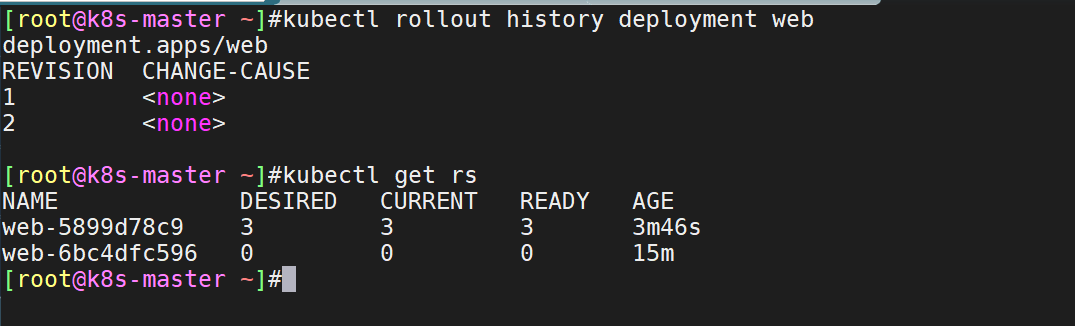 [root@k8s-master ~]#kubectl rollout history deployment web
deployment.apps/web
REVISION  CHANGE-CAUSE
1         <none>
2         <none>
[root@k8s-master ~]#kubectl get rs
NAME             DESIRED   CURRENT   READY   AGE
web-5899d78c9    3         3         3       3m46s
web-6bc4dfc596   0         0         0       15m
[root@k8s-master ~]#